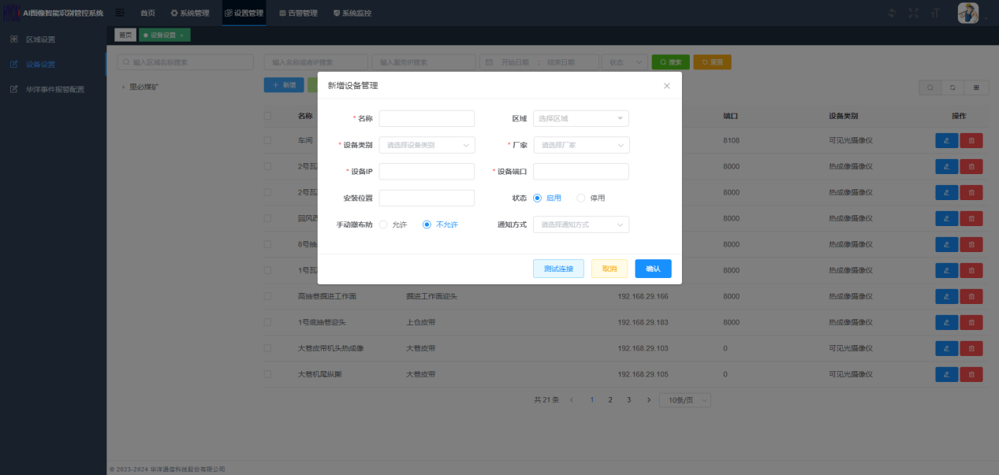 AI图像智能识别管控系统
首页 系统管理 设置管理 告警管理 系统监控
区域设置
设备设置
华洋事件报警配置
首页 设备设置 ×
输入区域名称搜索 输入名称或者IP搜索 输入服务IP搜索 开始日期 : 结束日期 状态 搜索 重置
里必煤矿
+ 新增
新增设备管理
* 名称 区域 选择区域
* 设备类别 请选择设备类别 * 厂家 请选择厂家
* 设备IP * 设备端口
安装位置 状态 启用 停用
手动撤布防 允许 不允许 通知方式 请选择通知方式
测试连接 取消 确认
名称 端口 设备类别 操作
车间 8108 可见光摄像仪
2号瓦 8000 热成像摄像仪
2号瓦 8000 热成像摄像仪
回风西 8000 热成像摄像仪
8号抽 8000 热成像摄像仪
1号瓦 8000 热成像摄像仪
高抽巷掘进工作面 掘进工作面迎头 192.168.29.166 8000 热成像摄像仪
1号底抽巷迎头 上仓皮带 192.168.29.183 8000 热成像摄像仪
大巷皮带机头热成像 大巷皮带 192.168.29.103 0 可见光摄像仪
大巷机尾纵撕 大巷皮带 192.168.29.105 0 可见光摄像仪
共 21 条 < 1 2 3 > 10条/页
© 2023-2024 华洋通信科技股份有限公司